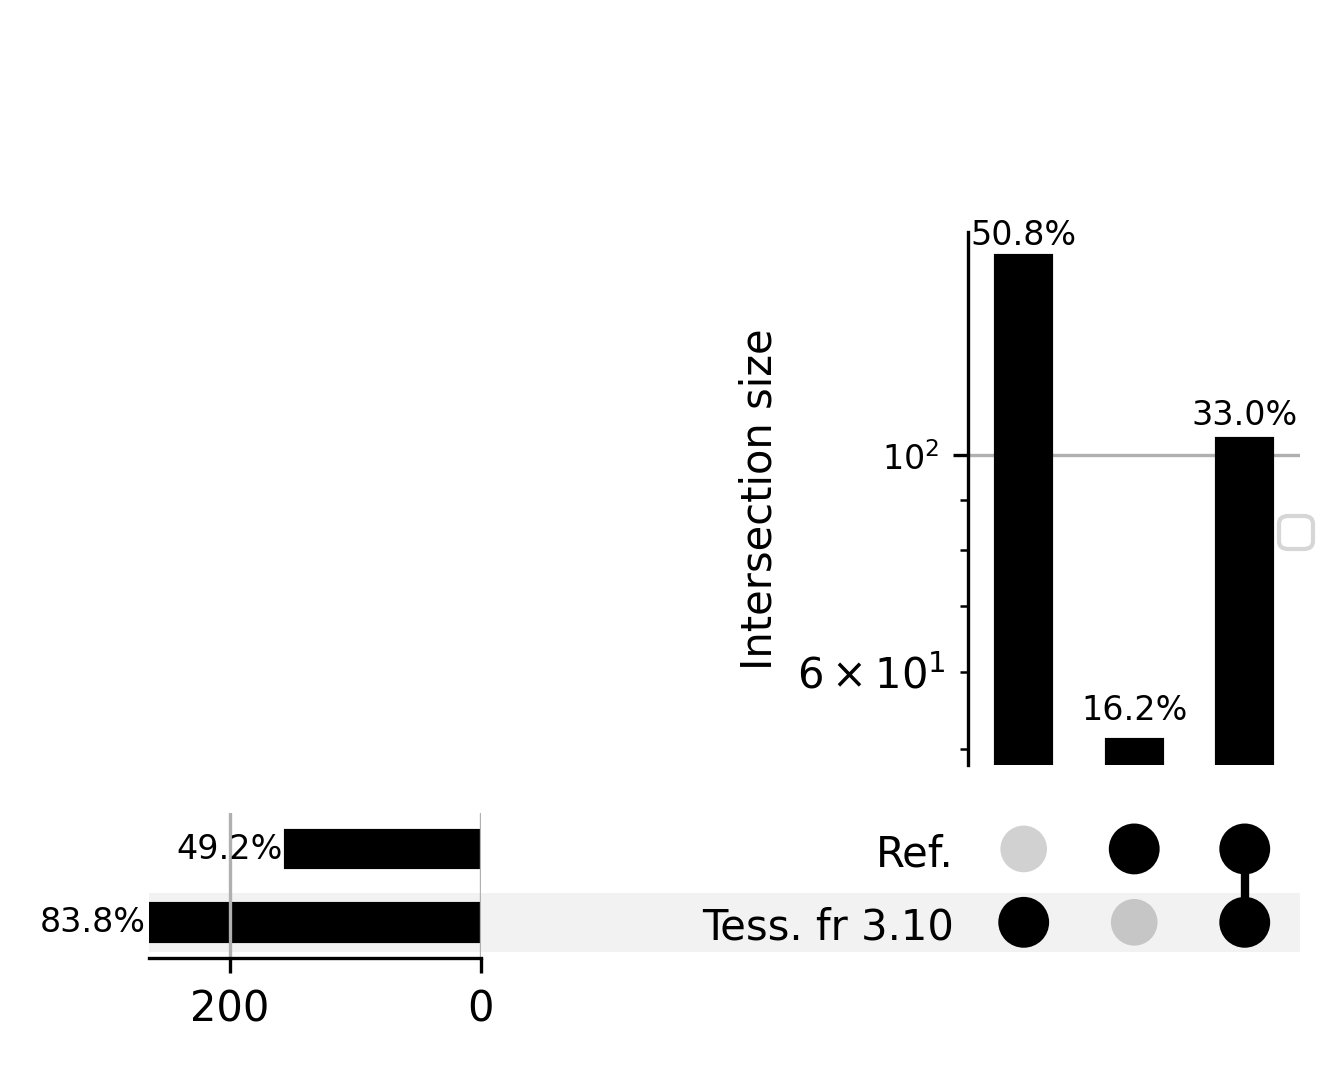 50.8%
33.0%
10²
Intersection size
6 × 10¹
16.2%
49.2%
Ref.
83.8%
Tess. fr 3.10
200
0